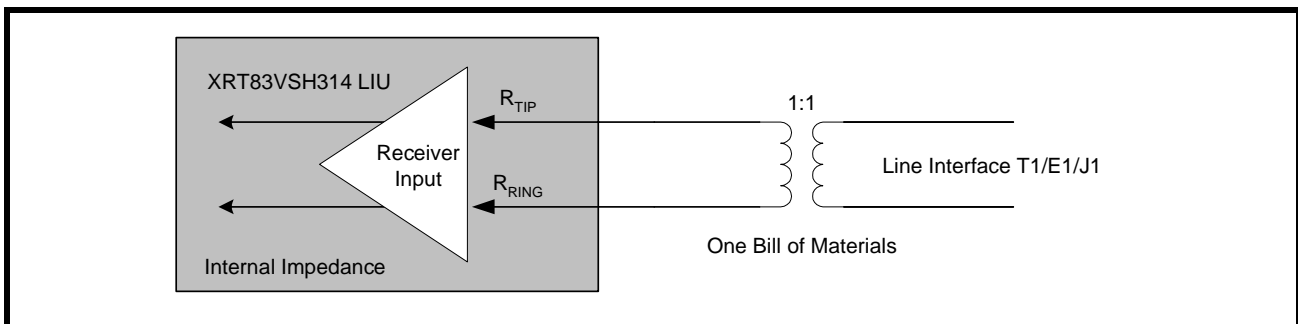 XRT83VSH314 LIU
RTIP
1:1
Receiver
Input
Line Interface T1/E1/J1
RRING
One Bill of Materials
Internal Impedance